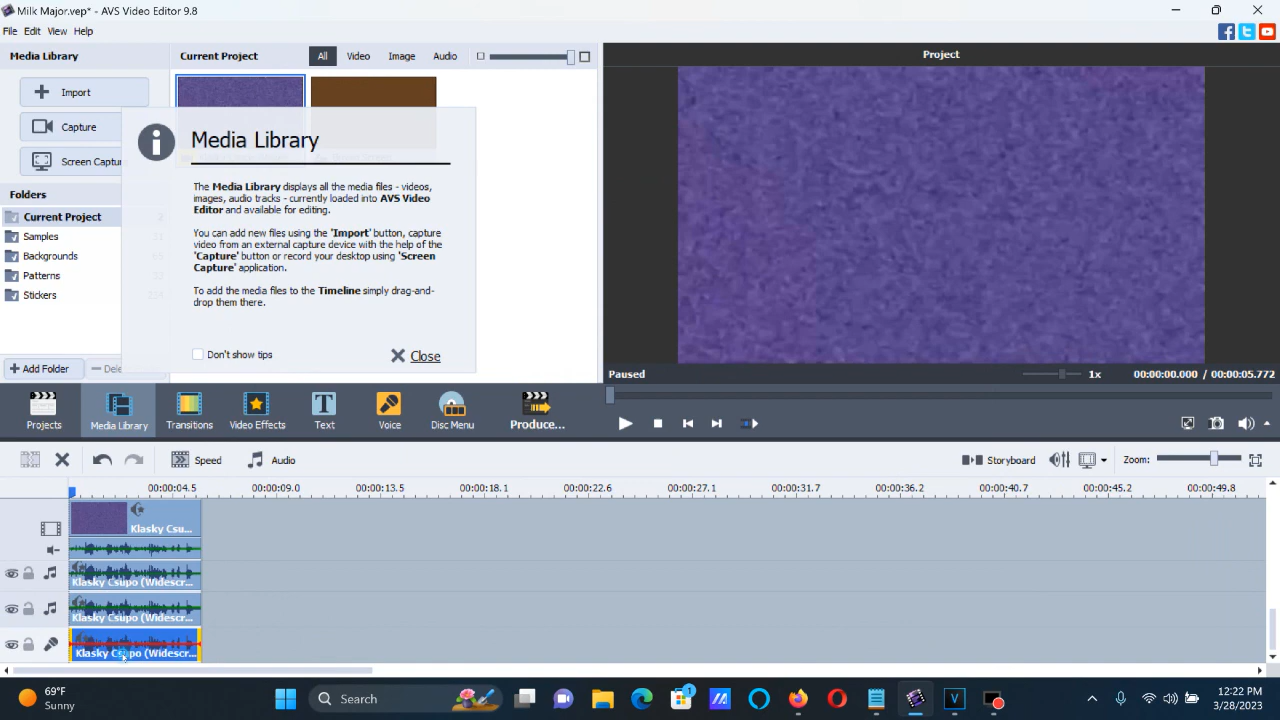 Milk Major.vep* - AVS Video Editor 9.8
File Edit View Help
Media Library
Current Project
All Video Image Audio
Project
Import
Capture
Screen Captu
Folders
Current Project
Samples
Backgrounds
Patterns
Stickers
Add Folder
Dele
Media Library
The Media Library displays all the media files - videos,
images, audio tracks - currently loaded into AVS Video
Editor and available for editing.
You can add new files using the 'Import' button, capture
video from an external capture device with the help of the
'Capture' button or record your desktop using 'Screen
Capture' application.
To add the media files to the Timeline simply drag-and-
drop them there.
Don't show tips
Close
Paused
1x
00:00:00.000 / 00:00:05.772
Projects
Media Library
Transitions
Video Effects
Text
Voice
Disc Menu
Produce...
Speed
Audio
Storyboard
Zoom:
00:00:04.5 00:00:09.0 00:00:13.5 00:00:18.1 00:00:22.6 00:00:27.1 00:00:31.7 00:00:36.2 00:00:40.7 00:00:45.2 00:00:49.8
Klasky Csu...
Klasky Csupo (Widescr...
Klasky Csupo (Widescr...
Klasky Csupo (Widescr...
69°F
Sunny
Search
1
12:22 PM
3/28/2023